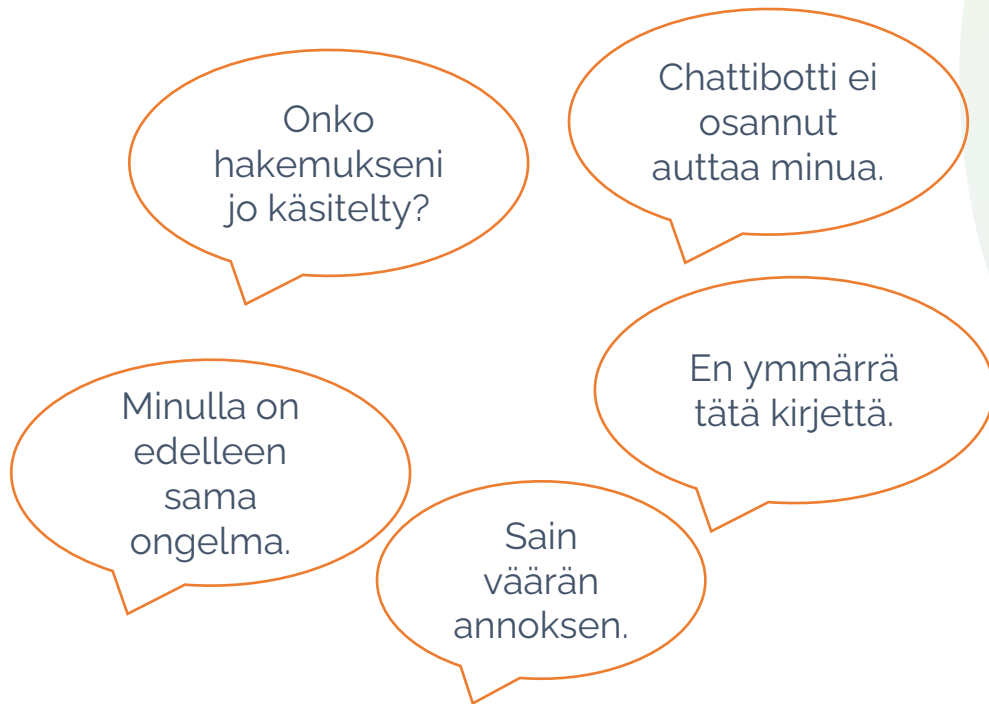 Onko
hakemukseni
jo käsitelty?
Chattibotti ei
osannut
auttaa minua.
Minulla on
edelleen
sama
ongelma.
En ymmärrä
tätä kirjettä.
Sain
väärän
annoksen.